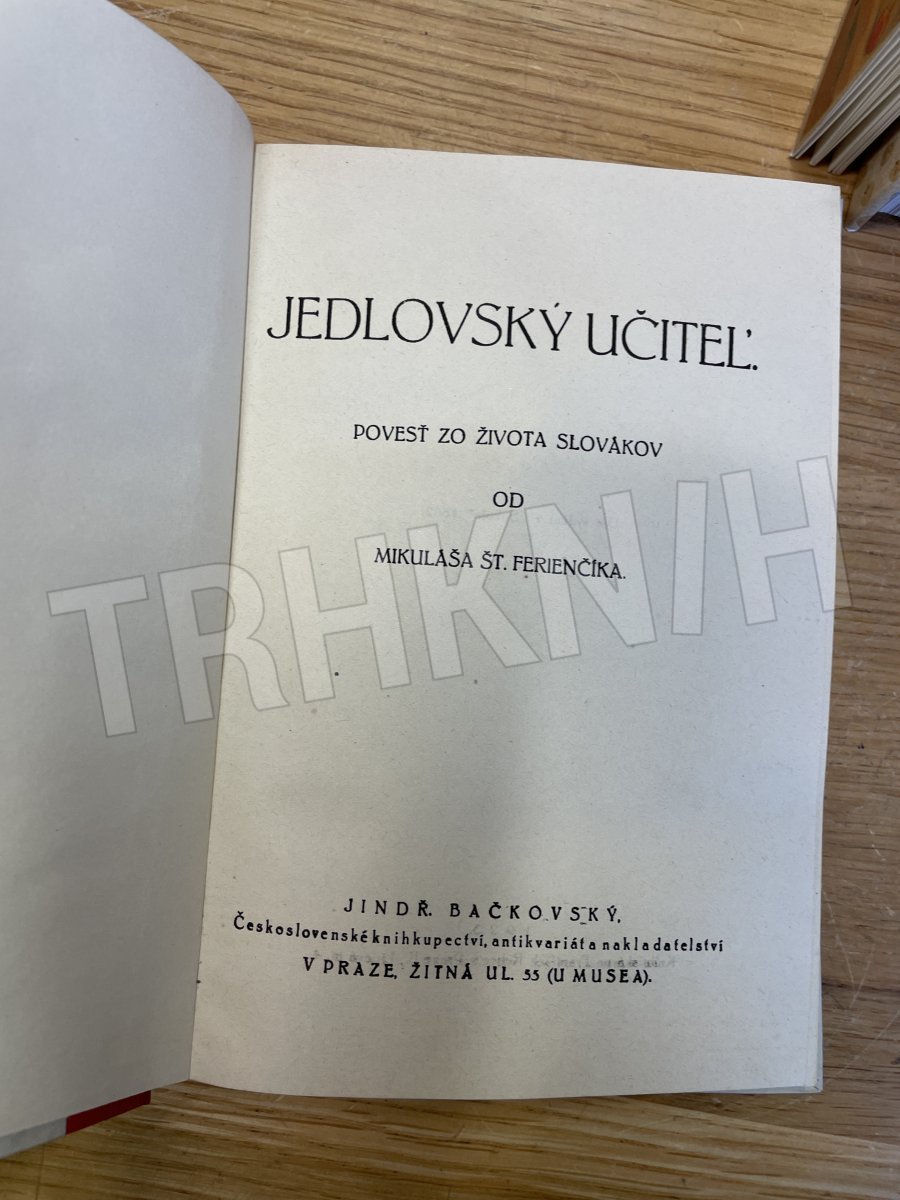 JEDLOVSKÝ UČITEĽ.
POVESŤ ZO ŽIVOTA SLOVÁKOV
OD
MIKULÁŠA ŠT. FERIENČÍKA.
TRHKNIH
JINDŘ. BAČKOVSKÝ,
Československé knihkupectví, antikvariát a nakladatelství
V PRAZE, ŽITNÁ UL. 55 (U MUSEA).